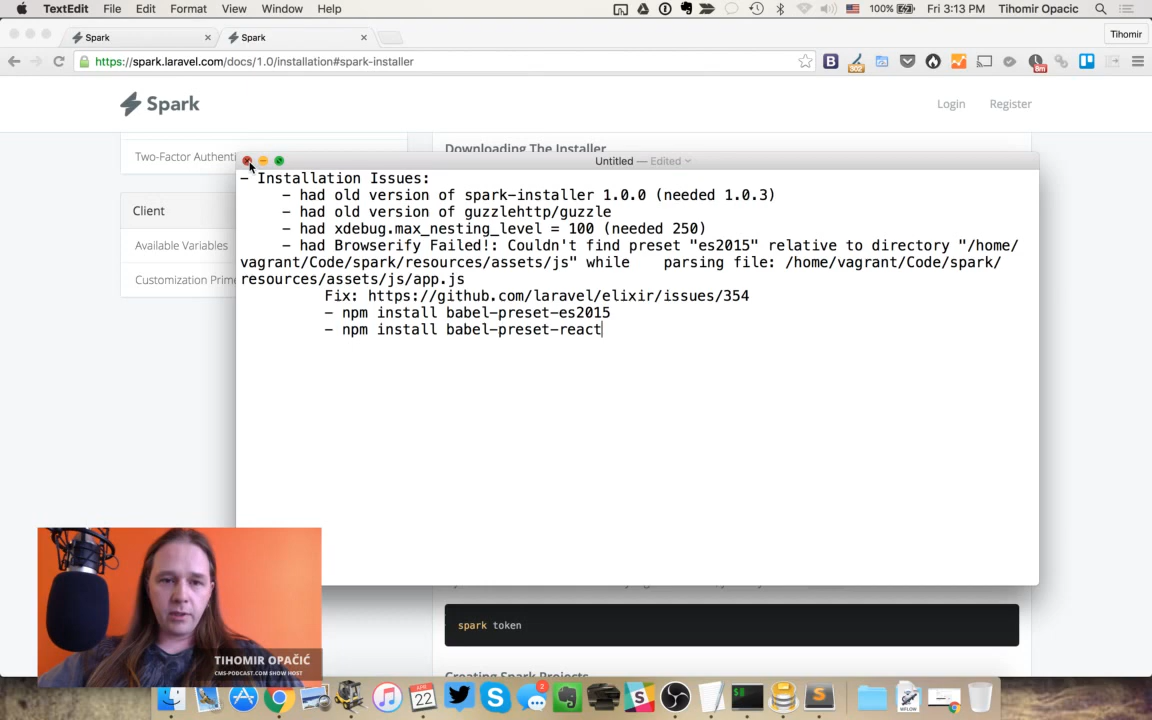 TextEdit File Edit Format View Window Help 100% Fri 3:13 PM Tihomir Opacic
Spark Spark Tihomir
https://spark.laravel.com/docs/1.0/installation#spark-installer
Spark Login Register
Two-Factor Authenti
Downloading The Installer
Client
Available Variables
Customization Prime
Untitled — Edited
- Installation Issues:
- had old version of spark-installer 1.0.0 (needed 1.0.3)
- had old version of guzzlehttp/guzzle
- had xdebug.max_nesting_level = 100 (needed 250)
- had Browserify Failed!: Couldn't find preset "es2015" relative to directory "/home/
vagrant/Code/spark/resources/assets/js" while parsing file: /home/vagrant/Code/spark/
resources/assets/js/app.js
Fix: https://github.com/laravel/elixir/issues/354
- npm install babel-preset-es2015
- npm install babel-preset-react
spark token
Creating Spark Projects
TIHOMIR OPAČIĆ
CMS-PODCAST.COM SHOW HOST
22
2